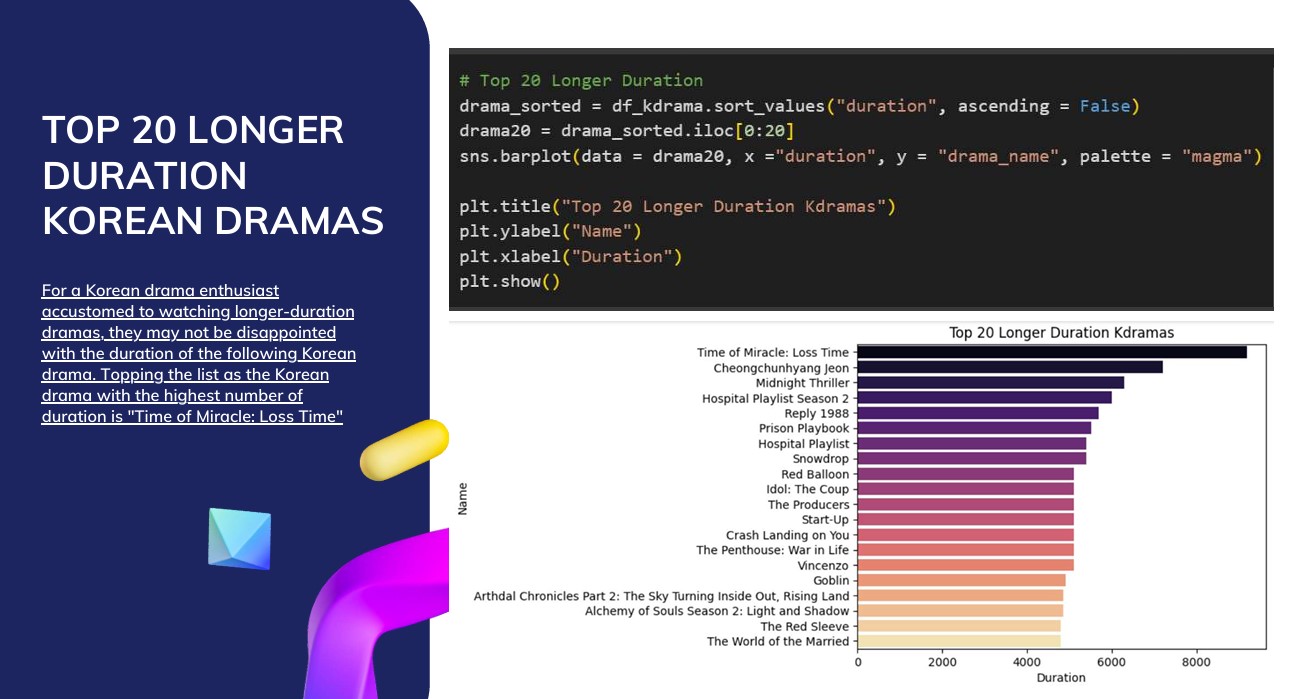 TOP 20 LONGER
DURATION
KOREAN DRAMAS
For a Korean drama enthusiast
accustomed to watching longer-duration
dramas, they may not be disappointed
with the duration of the following Korean
drama. Topping the list as the Korean
drama with the highest number of
duration is "Time of Miracle: Loss Time"
# Top 20 Longer Duration
drama_sorted = df_kdrama.sort_values("duration", ascending = False)
drama20 = drama_sorted.iloc[0:20]
sns.barplot(data = drama20, x ="duration", y = "drama_name", palette = "magma")
plt.title("Top 20 Longer Duration Kdramas")
plt.ylabel("Name")
plt.xlabel("Duration")
plt.show()
Top 20 Longer Duration Kdramas
Name
Time of Miracle: Loss Time
Cheongchunhyang Jeon
Midnight Thriller
Hospital Playlist Season 2
Reply 1988
Prison Playbook
Hospital Playlist
Snowdrop
Red Balloon
Idol: The Coup
The Producers
Start-Up
Crash Landing on You
The Penthouse: War in Life
Vincenzo
Goblin
Arthdal Chronicles Part 2: The Sky Turning Inside Out, Rising Land
Alchemy of Souls Season 2: Light and Shadow
The Red Sleeve
The World of the Married
0 2000 4000 6000 8000
Duration